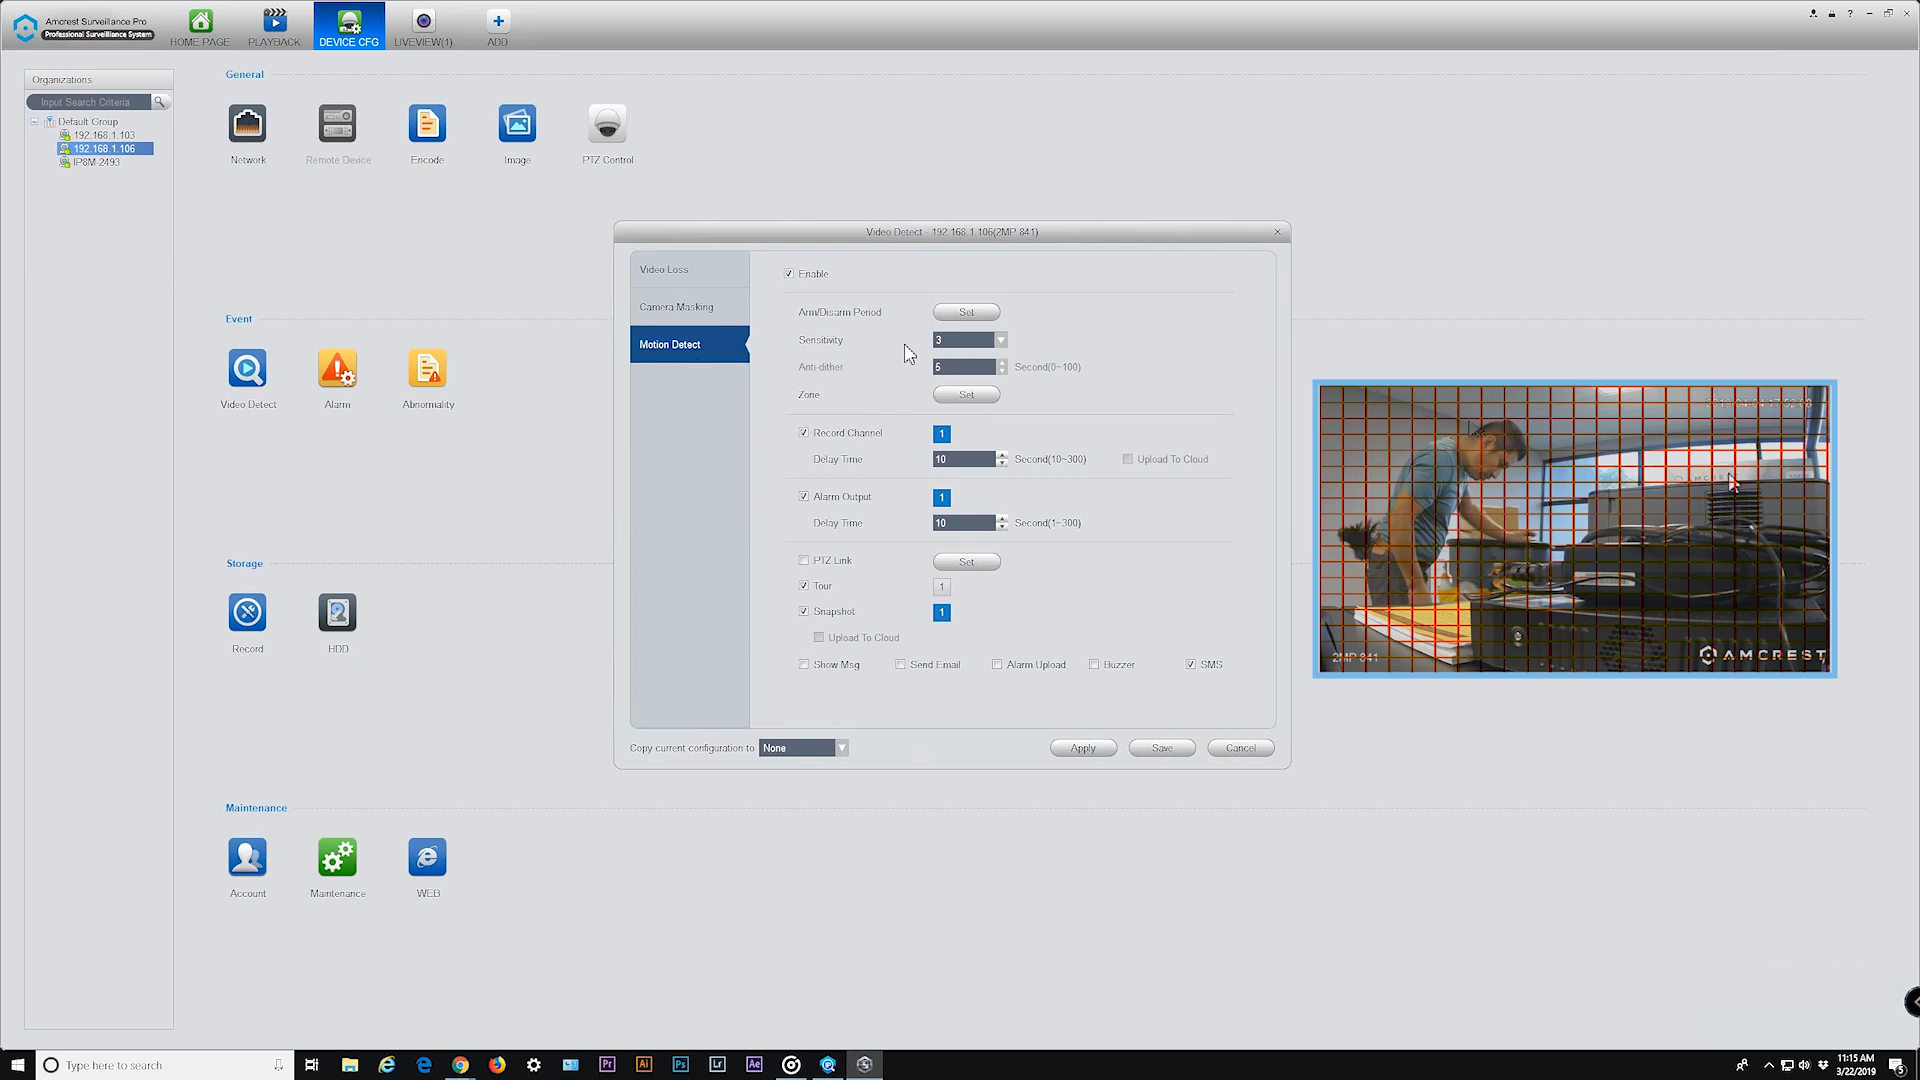 Amcrest Surveillance Pro
Professional Surveillance System
HOME PAGE
PLAYBACK
DEVICE CFG
LIVEVIEW(1)
ADD
Organizations
Input Search Criteria
Default Group
192.168.1.103
192.168.1.106
IP8M-2493
General
Network
Remote Device
Encode
Image
PTZ Control
Event
Video Detect
Alarm
Abnormality
Storage
Record
HDD
Maintenance
Account
Maintenance
WEB
Video Detect - 192.168.1.106(2MP 841)
Video Loss
Camera Masking
Motion Detect
Enable
Arm/Disarm Period Set
Sensitivity 3
Anti-dither 5 Second(0~100)
Zone Set
Record Channel 1
Delay Time 10 Second(10~300) Upload To Cloud
Alarm Output 1
Delay Time 10 Second(1~300)
PTZ Link Set
Tour 1
Snapshot 1
Upload To Cloud
Show Msg Send Email Alarm Upload Buzzer SMS
Copy current configuration to None Apply Save Cancel
AMCREST
2MP 841
AMCREST
Type here to search
Pr
Ai
Ps
Lr
Ae
11:15 AM
3/22/2019
5